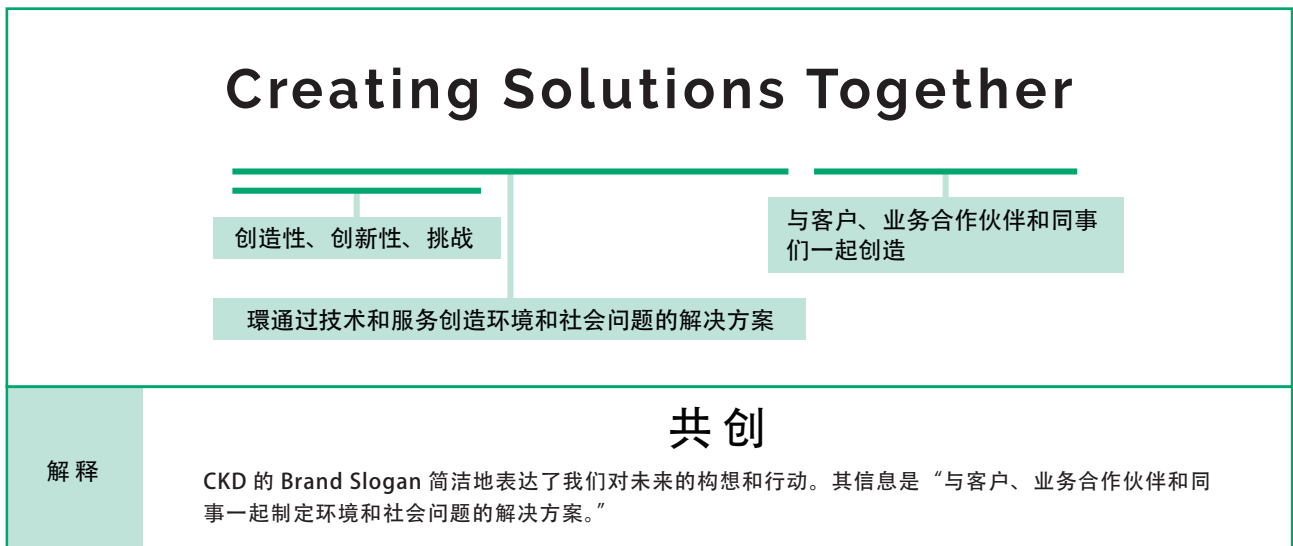 Creating Solutions Together
创造性、创新性、挑战
与客户、业务合作伙伴和同事
们一起创造
環通过技术和服务创造环境和社会问题的解决方案
解释
共创
CKD 的 Brand Slogan 简洁地表达了我们对未来的构想和行动。其信息是“与客户、业务合作伙伴和同
事一起制定环境和社会问题的解决方案。”